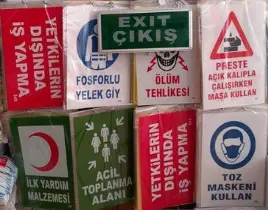 EXIT
ÇIKIŞ
YETKİLERİN
DIŞINDA
İŞ YAPMA
FOSFORLU
YELEK GİY
ÖLÜM
TEHLİKESİ
PRESTE
AÇIK KALIPLA
ÇALIŞIRKEN
MAŞA KULLAN
İLK YARDIM
MALZEMESİ
ACİL
TOPLANMA
ALANI
YETKİLERİN
DIŞINDA
İŞ YAPMA
TOZ
MASKENİ
KULLAN